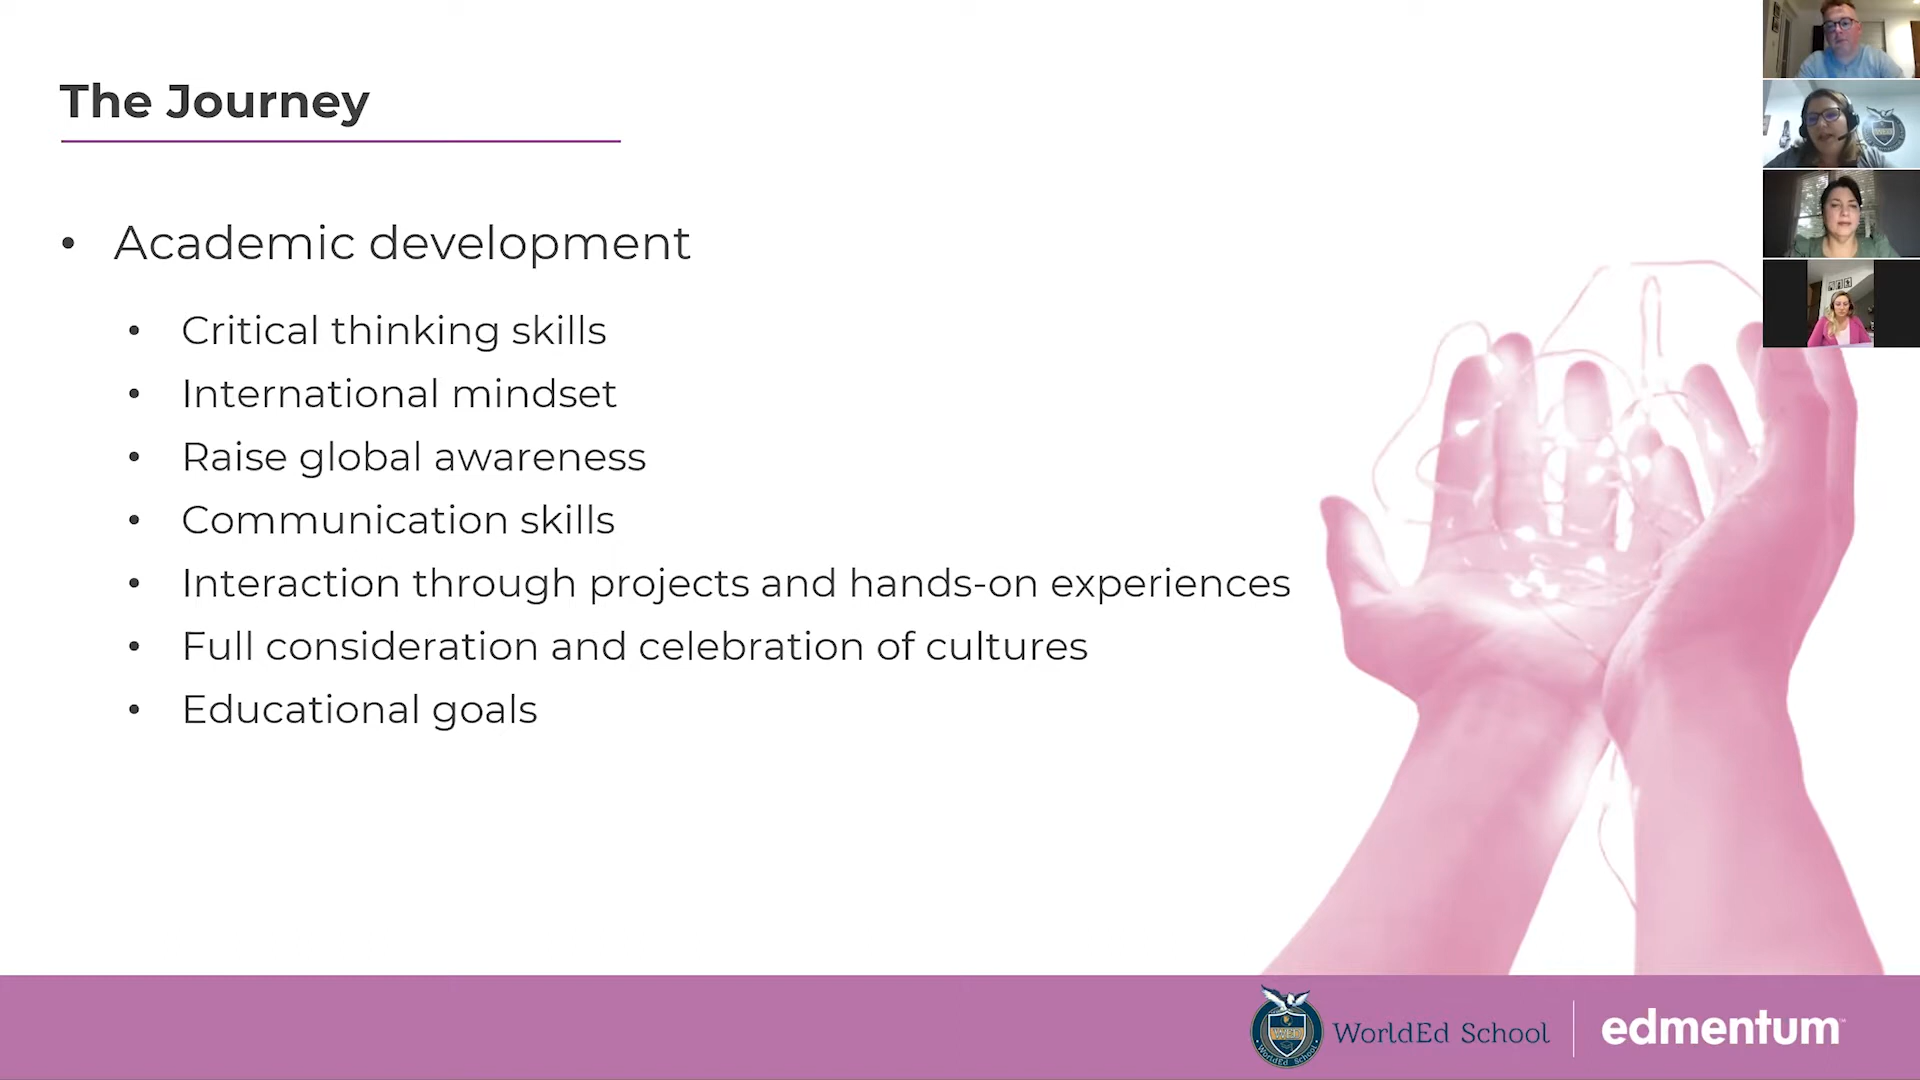 The Journey
• Academic development
• Critical thinking skills
• International mindset
• Raise global awareness
• Communication skills
• Interaction through projects and hands-on experiences
• Full consideration and celebration of cultures
• Educational goals
WorldEd School
edmentum